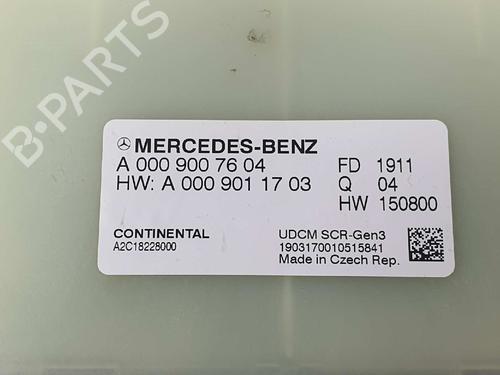 MERCEDES-BENZ
A 000 900 76 04 FD 1911
HW: A 000 901 17 03 Q 04
HW 150800
CONTINENTAL UDCM SCR-Gen3
A2C18228000 1903170010515841
Made in Czech Rep.
B-PARTS